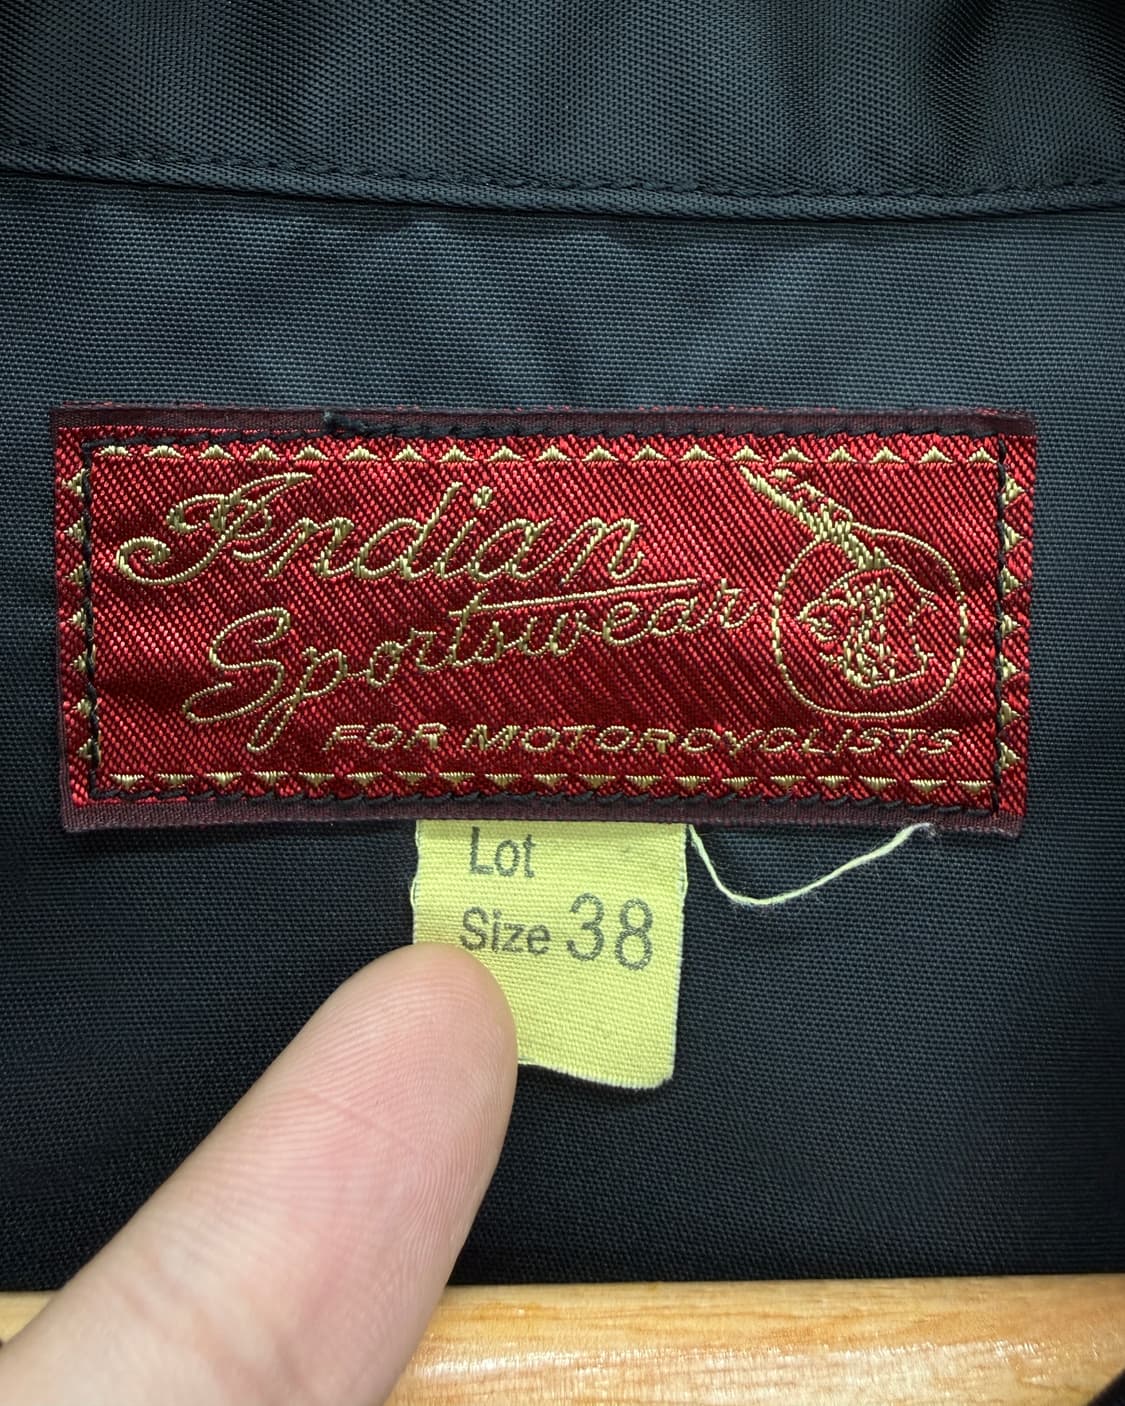 Indian
Sportswear
FOR MOTORCYCLISTS
Lot
Size 38